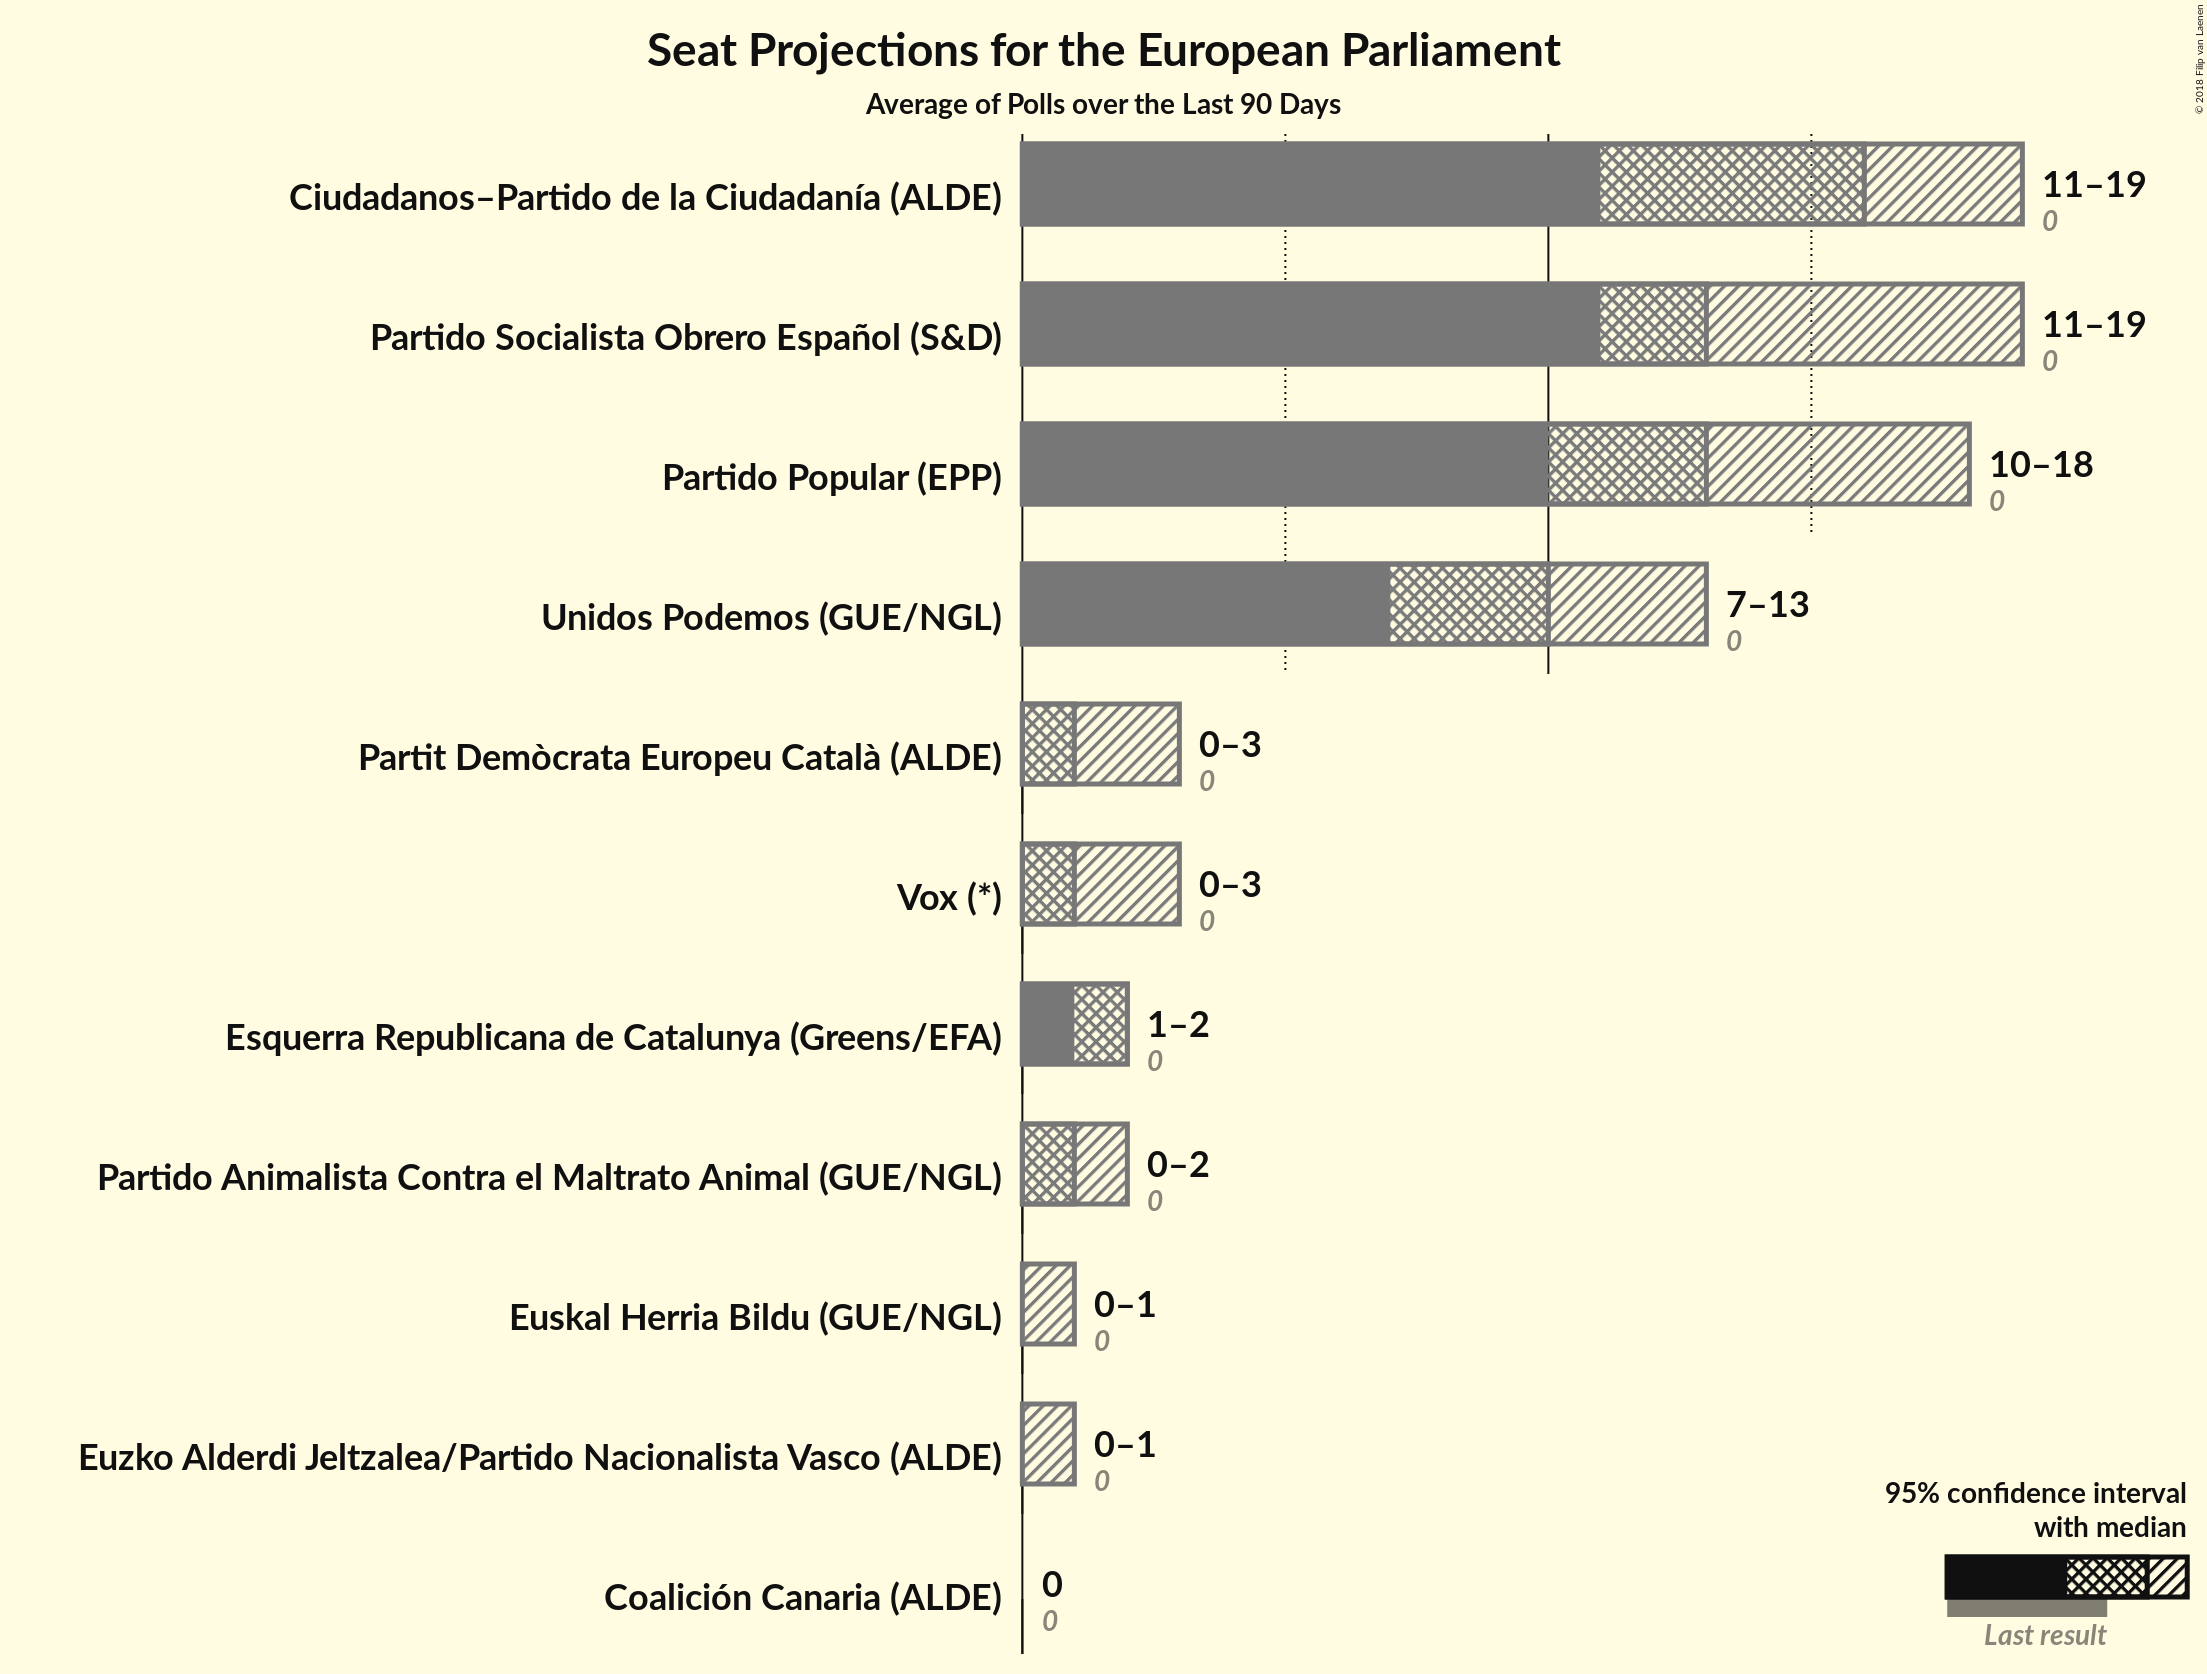 Seat Projections for the European Parliament
Average of Polls over the Last 90 Days
© 2018 Filip van Laenen
Ciudadanos–Partido de la Ciudadanía (ALDE)
11–19
0
Partido Socialista Obrero Español (S&D)
11–19
0
Partido Popular (EPP)
10–18
0
Unidos Podemos (GUE/NGL)
7–13
0
Partit Demòcrata Europeu Català (ALDE)
0–3
0
Vox (*)
0–3
0
Esquerra Republicana de Catalunya (Greens/EFA)
1–2
0
Partido Animalista Contra el Maltrato Animal (GUE/NGL)
0–2
0
Euskal Herria Bildu (GUE/NGL)
0–1
0
Euzko Alderdi Jeltzalea/Partido Nacionalista Vasco (ALDE)
0–1
0
Coalición Canaria (ALDE)
0
0
95% confidence interval
with median
Last result